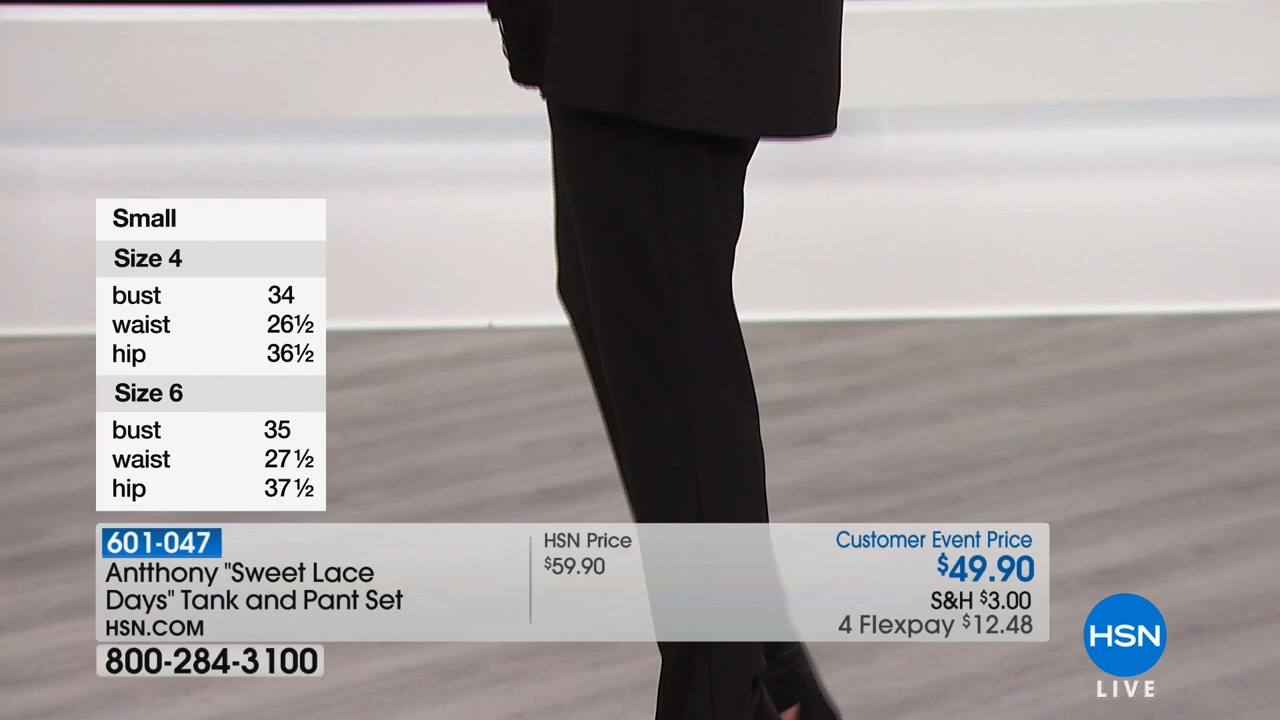 Small
Size 4
bust 34
waist 26½
hip 36½
Size 6
bust 35
waist 27½
hip 37½
601-047
Antthony "Sweet Lace
Days" Tank and Pant Set
HSN.COM
800-284-3100
HSN Price
$59.90
Customer Event Price
$49.90
S&H $3.00
4 Flexpay $12.48
HSN
LIVE